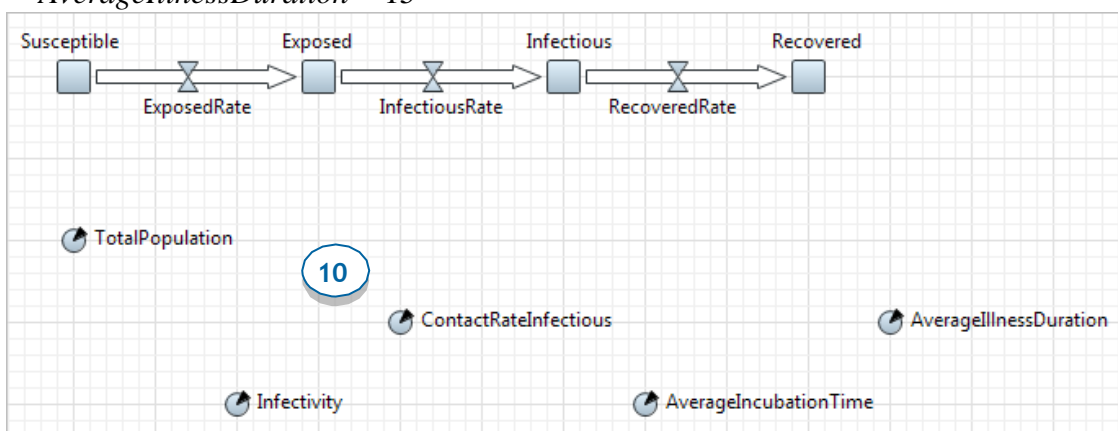 AverageIllnessDuration = 15
Susceptible Exposed Infectious Recovered
ExposedRate InfectiousRate RecoveredRate
TotalPopulation
10
ContactRateInfectious AverageIllnessDuration
Infectivity AverageIncubationTime